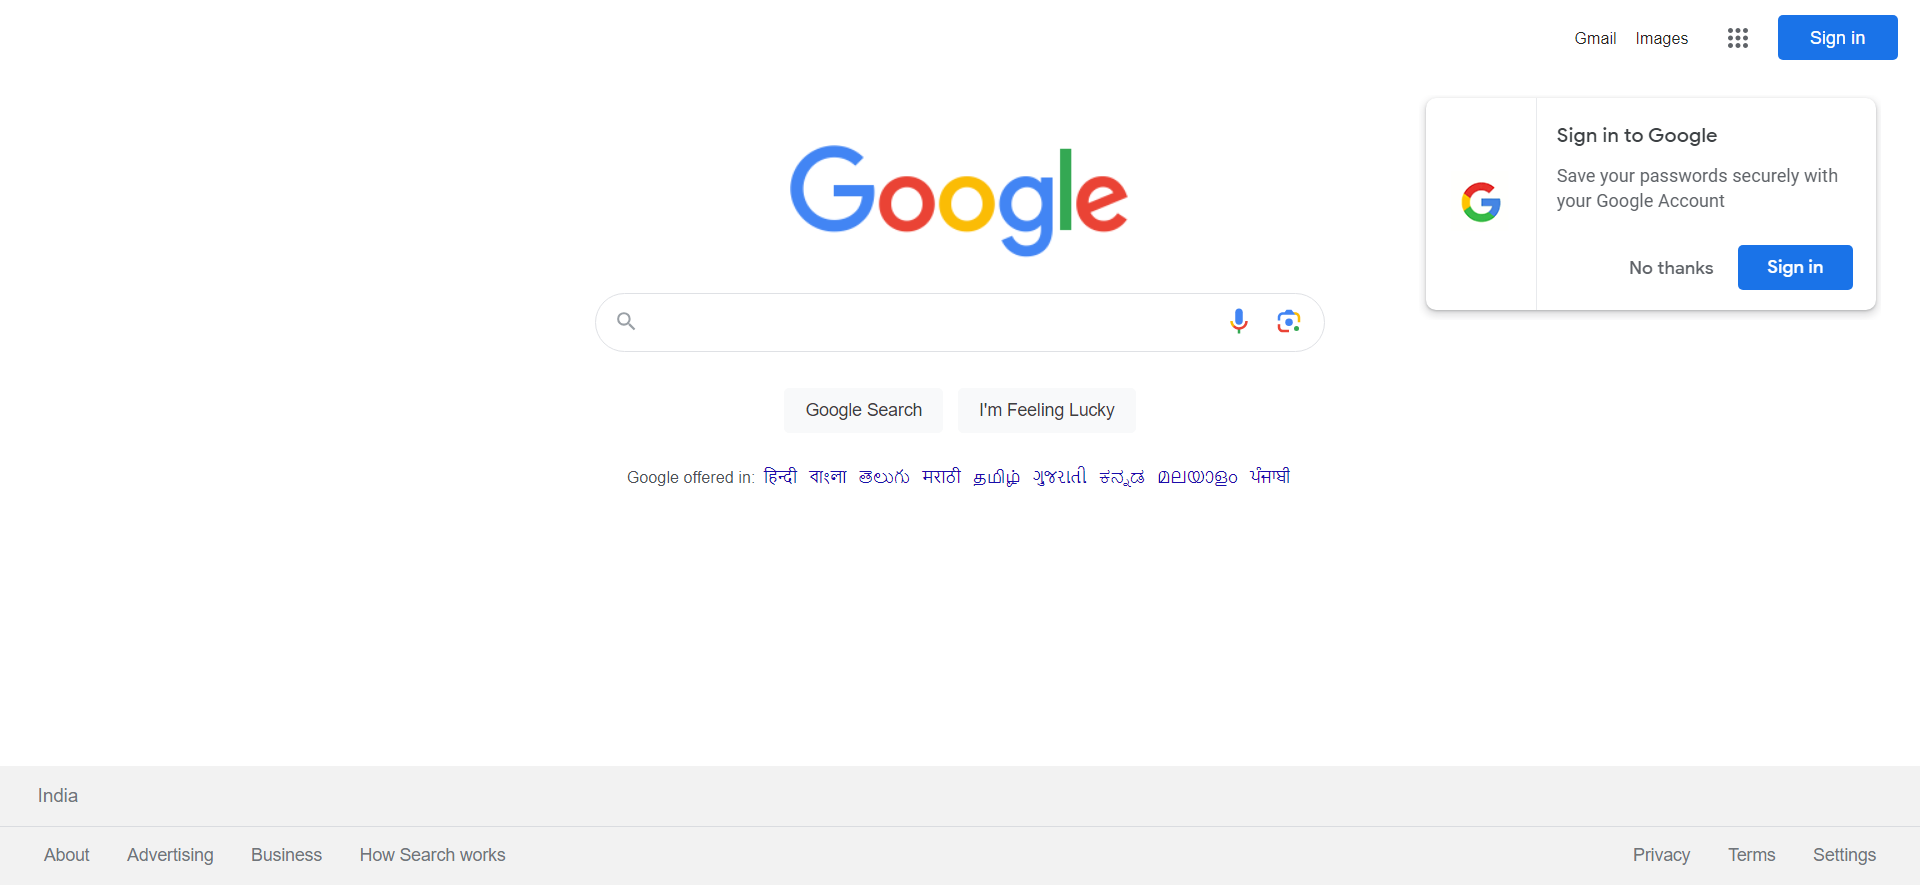 Gmail Images Sign in
Sign in to Google
Save your passwords securely with
your Google Account
No thanks Sign in
Google
Google Search I'm Feeling Lucky
Google offered in: हिन्दी বাংলা తెలుగు मराठी தமிழ் ગુજરાતી ಕನ್ನಡ മലയാളം ਪੰਜਾਬੀ
India
About Advertising Business How Search works Privacy Terms Settings